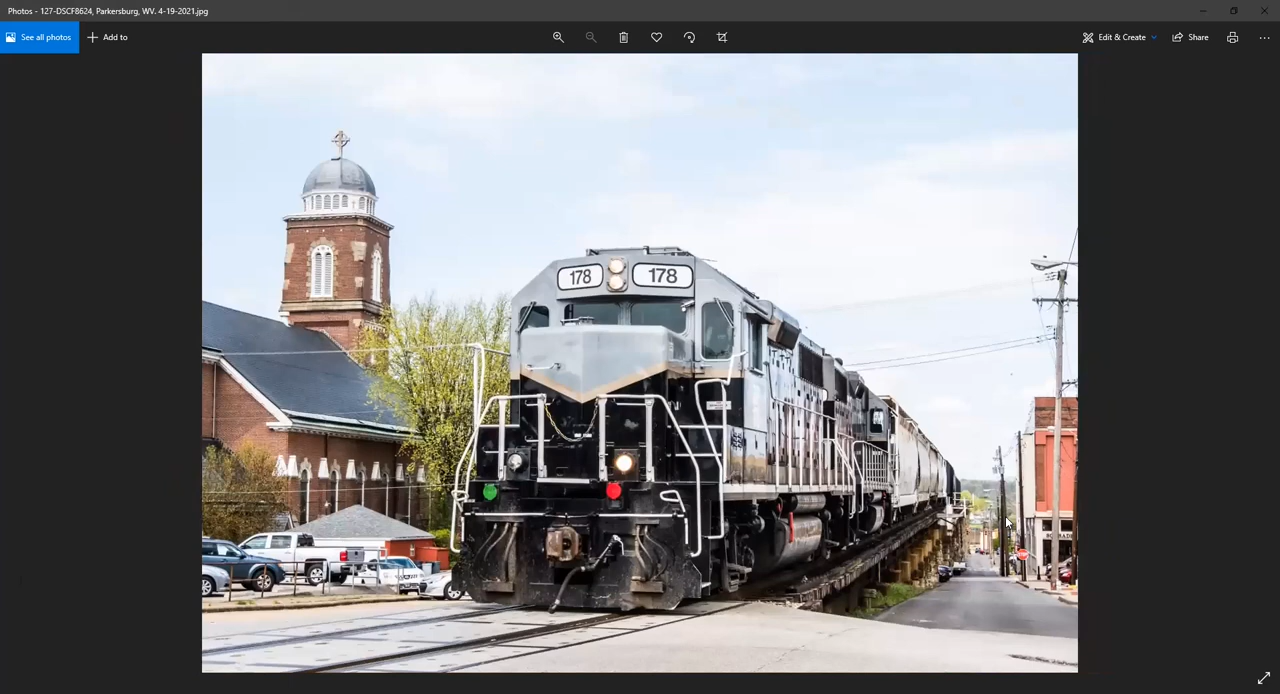 Photos - 127-DSCF8624, Parkersburg, WV. 4-19-2021.jpg
See all photos
Add to
Edit & Create
Share
178
178